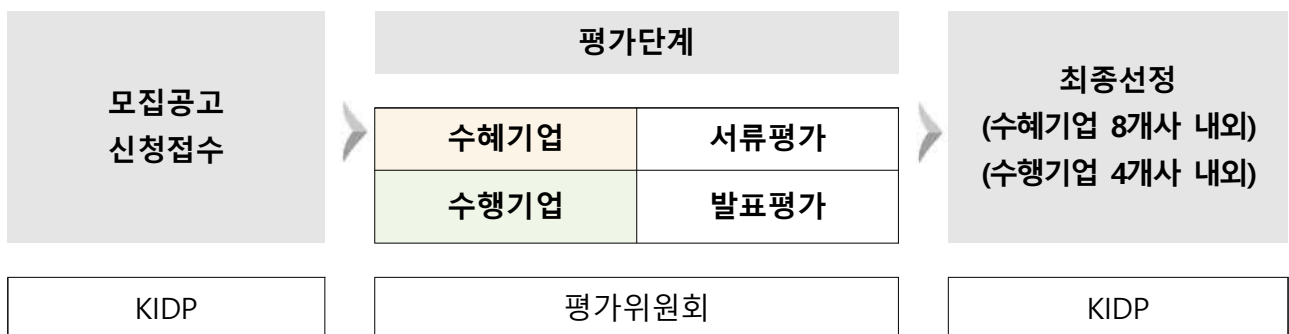 모집공고
신청접수
평가단계
수혜기업 서류평가
수행기업 발표평가
최종선정
(수혜기업 8개사 내외)
(수행기업 4개사 내외)
KIDP
평가위원회
KIDP